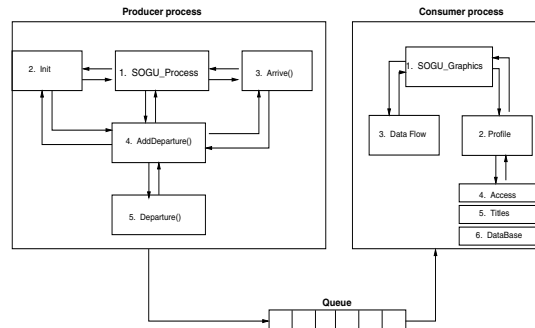 Producer process
Consumer process
2. Init
1. SOGU_Process
3. Arrive()
4. AddDeparture()
5. Departure()
1. SOGU_Graphics
3. Data Flow
2. Profile
4. Access
5. Titles
6. DataBase
Queue